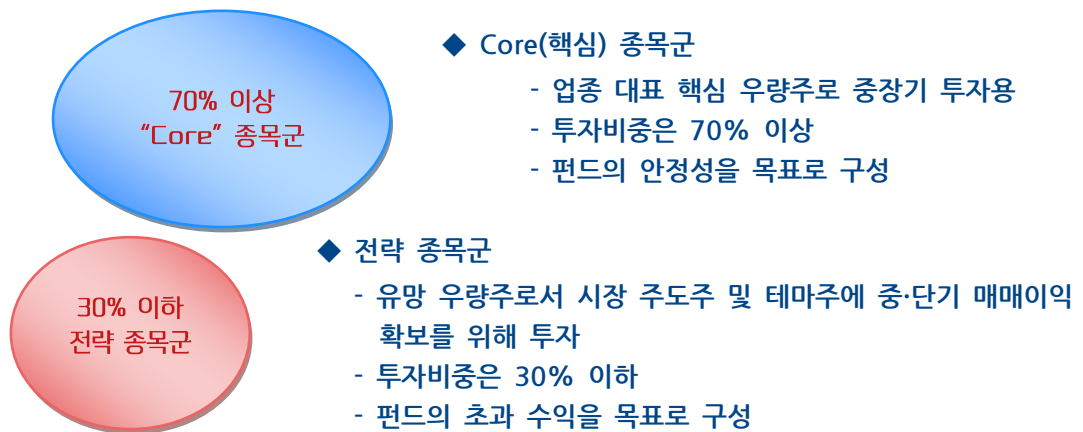 70% 이상
“Core” 종목군
◆ Core(핵심) 종목군
- 업종 대표 핵심 우량주로 중장기 투자용
- 투자비중은 70% 이상
- 펀드의 안정성을 목표로 구성
30% 이하
전략 종목군
◆ 전략 종목군
- 유망 우량주로서 시장 주도주 및 테마주에 중·단기 매매이익
확보를 위해 투자
- 투자비중은 30% 이하
- 펀드의 초과 수익을 목표로 구성